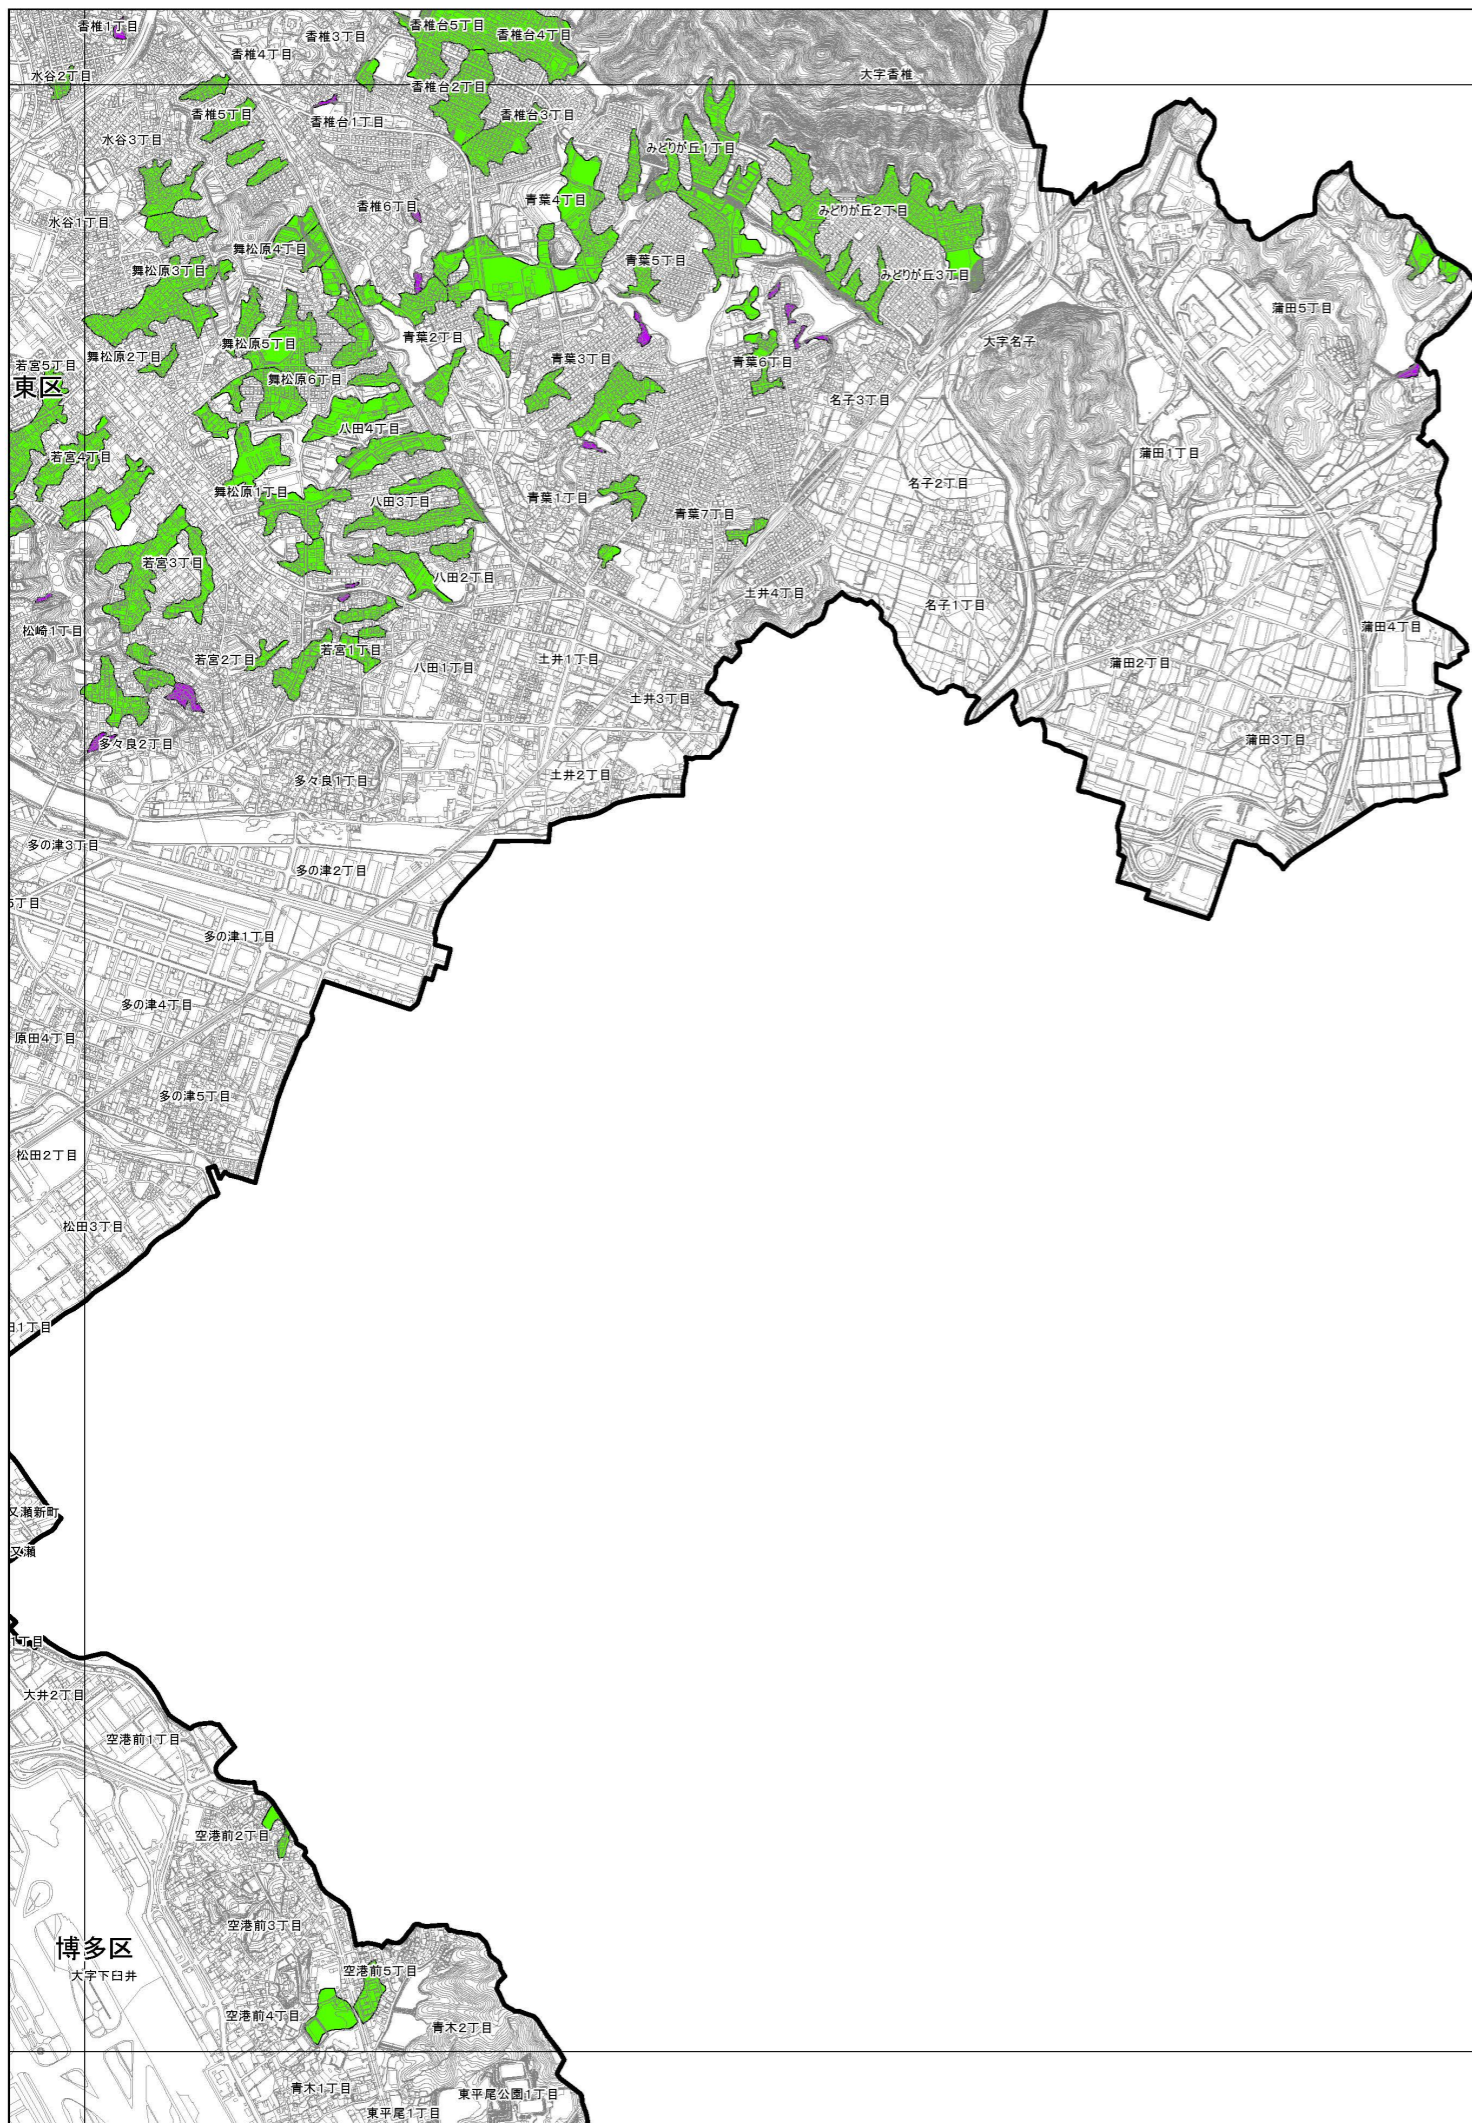 香椎1丁目
香椎3丁目
香椎台5丁目
香椎台4丁目
香椎4丁目
水谷2丁目
大字香椎
香椎台2丁目
香椎5丁目
香椎台1丁目
香椎台3丁目
水谷3丁目
みどりが丘1丁目
青葉4丁目
香椎6丁目
みどりが丘2丁目
水谷1丁目
舞松原4丁目
青葉5丁目
舞松原3丁目
みどりが丘3丁目
蒲田5丁目
青葉2丁目
大字名子
舞松原5丁目
舞松原2丁目
青葉3丁目
青葉6丁目
若宮5丁目
舞松原6丁目
東区
名子3丁目
八田4丁目
蒲田1丁目
若宮4丁目
名子2丁目
舞松原1丁目
青葉1丁目
八田3丁目
青葉7丁目
若宮3丁目
八田2丁目
土井4丁目
名子1丁目
蒲田4丁目
松崎1丁目
若宮1丁目
若宮2丁目
土井1丁目
蒲田2丁目
八田1丁目
土井3丁目
蒲田3丁目
多々良2丁目
土井2丁目
多々良1丁目
多の津3丁目
多の津2丁目
5丁目
多の津1丁目
多の津4丁目
原田4丁目
多の津5丁目
松田2丁目
松田3丁目
田1丁目
又瀬新町
又瀬
1丁目
大井2丁目
空港前1丁目
空港前2丁目
空港前3丁目
博多区
空港前5丁目
大字下臼井
空港前4丁目
青木2丁目
青木1丁目
東平尾公園1丁目
東平尾1丁目